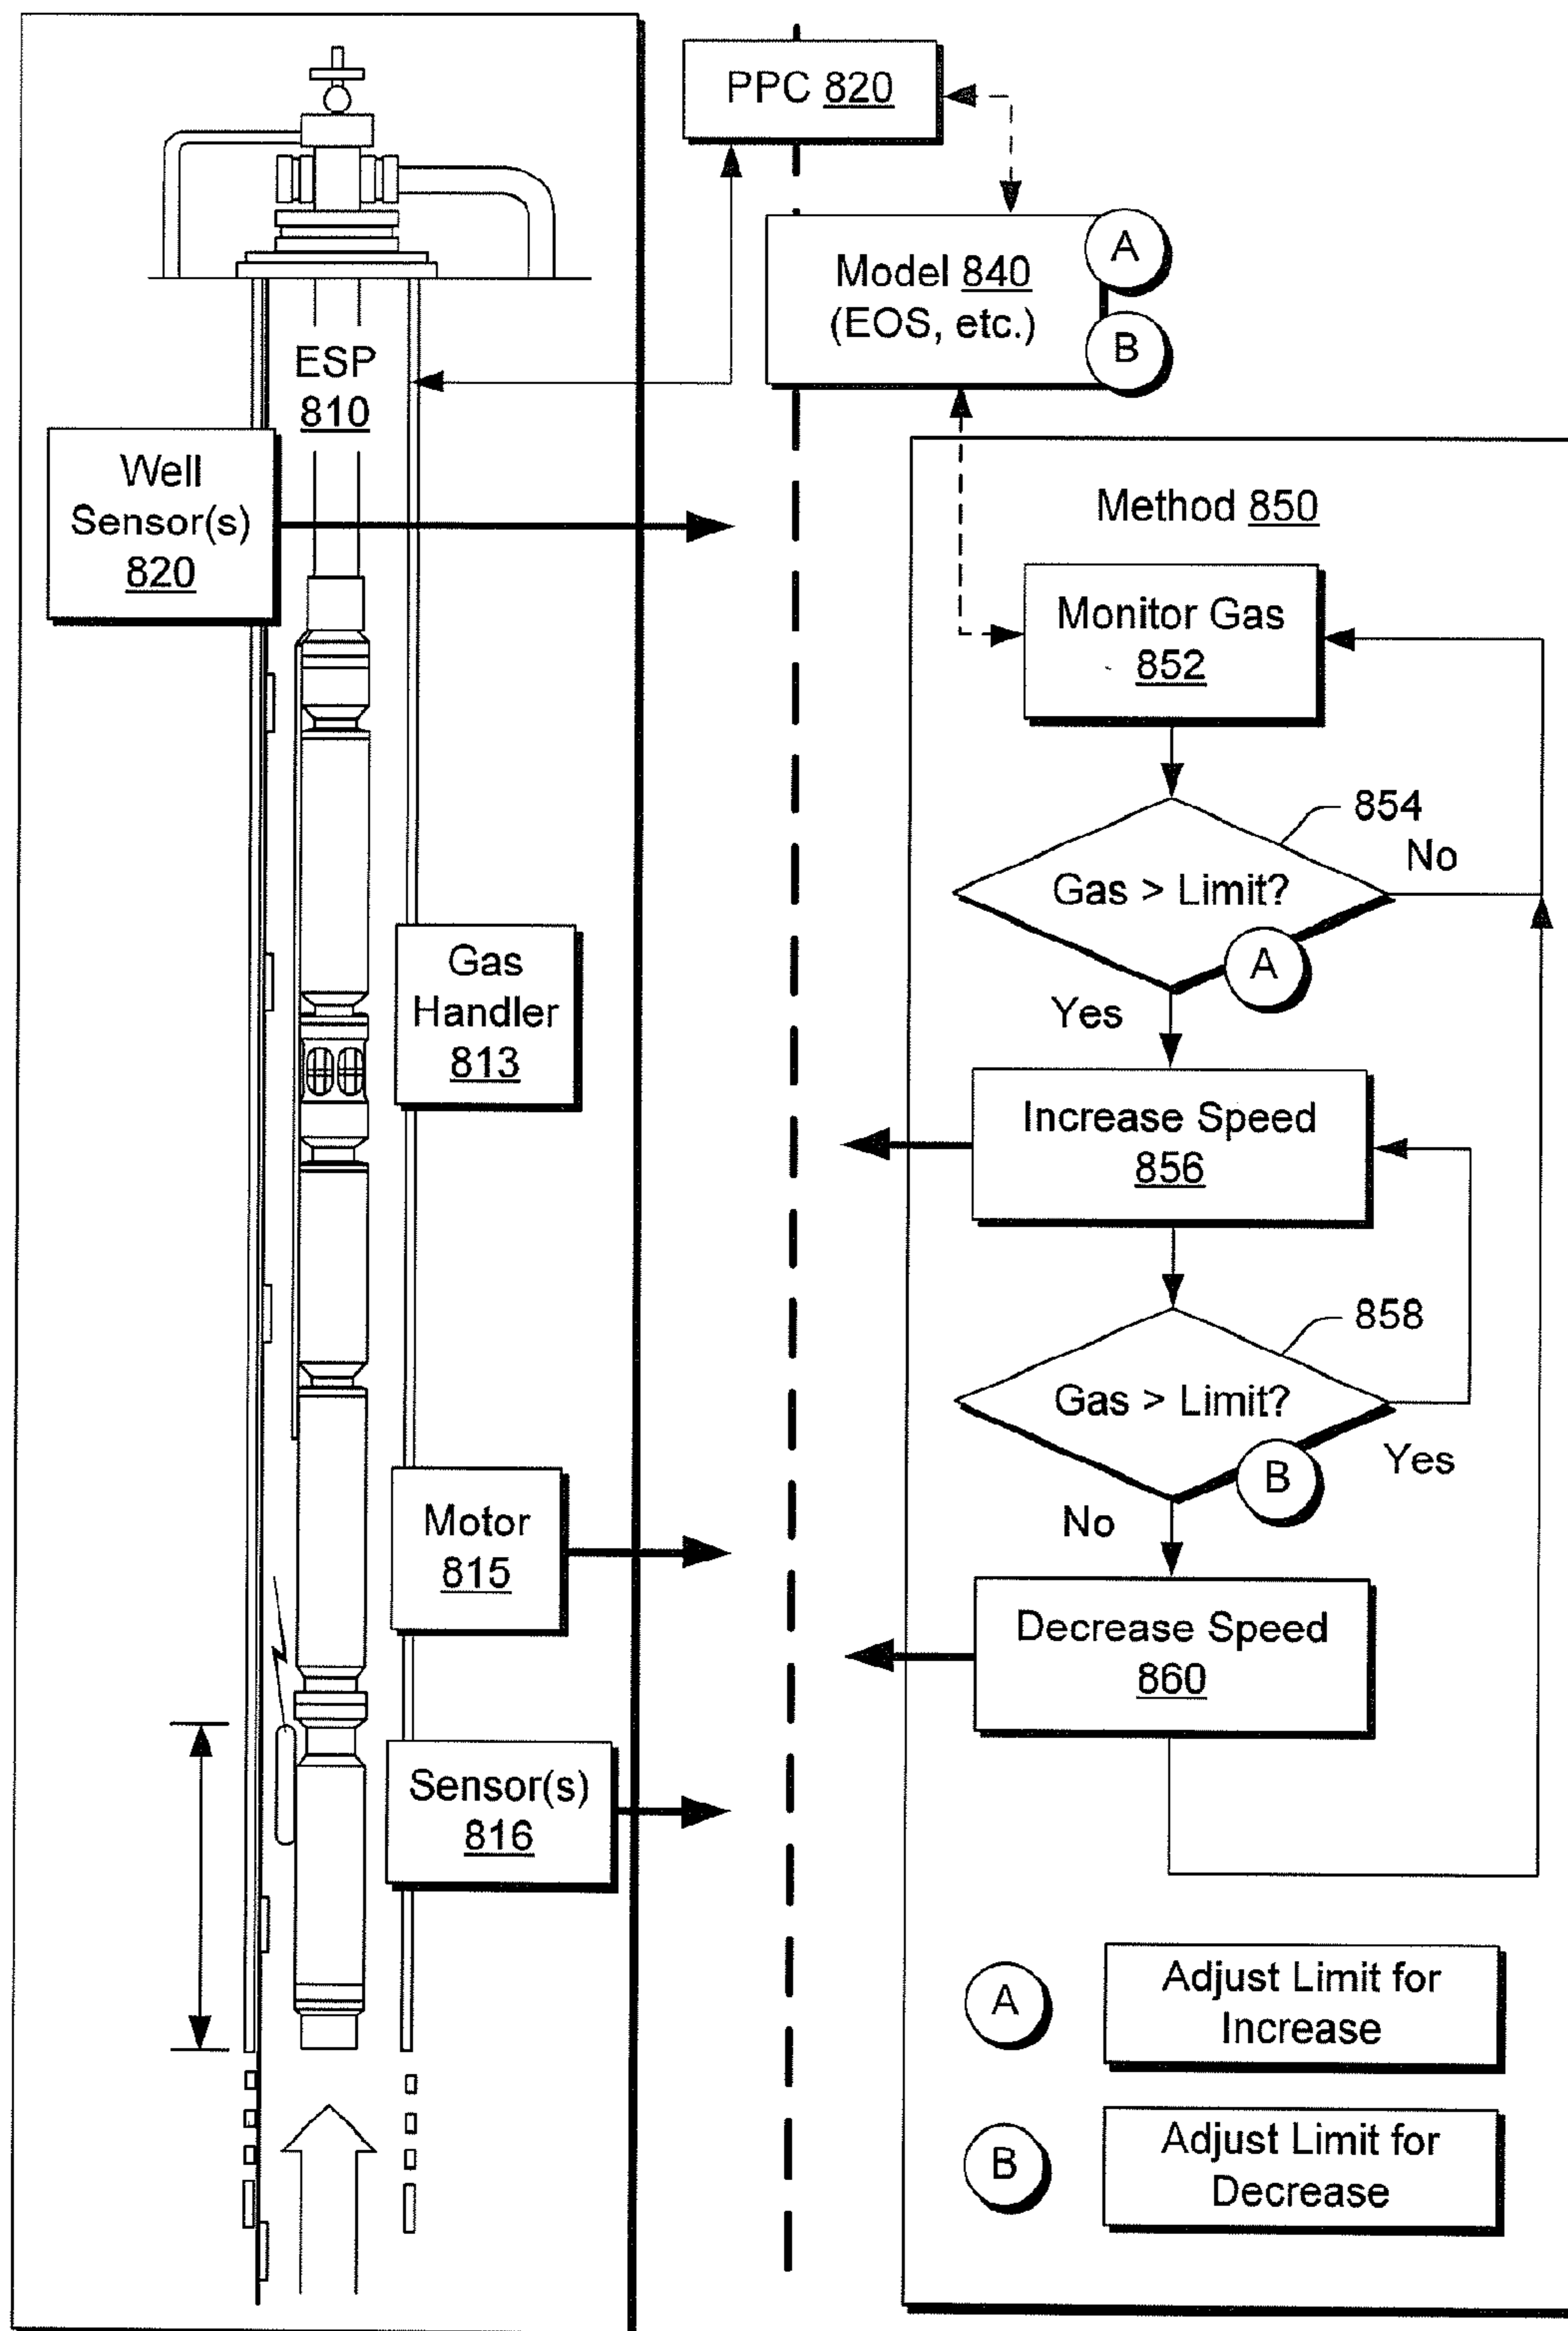 PPC 820
Model 840
(EOS, etc.)
A
B
ESP
810
Well
Sensor(s)
820
Gas
Handler
813
Motor
815
Sensor(s)
816
Method 850
Monitor Gas
852
854
Gas > Limit?
No
A
Yes
Increase Speed
856
858
Gas > Limit?
Yes
B
No
Decrease Speed
860
A
Adjust Limit for
Increase
B
Adjust Limit for
Decrease